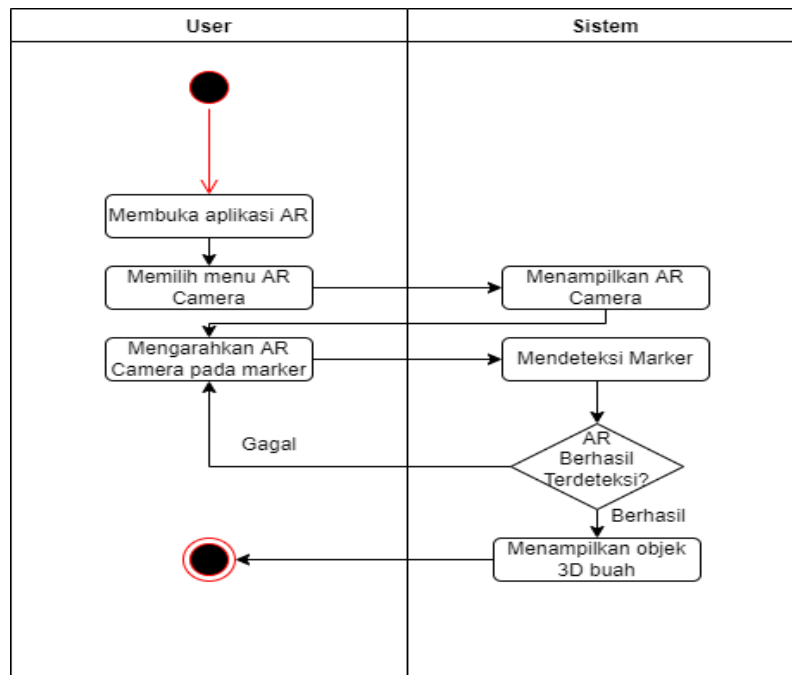 User
Sistem
Membuka aplikasi AR
Memilih menu AR
Camera
Menampilkan AR
Camera
Mengarahkan AR
Camera pada marker
Mendeteksi Marker
AR
Berhasil
Terdeteksi?
Gagal
Berhasil
Menampilkan objek
3D buah